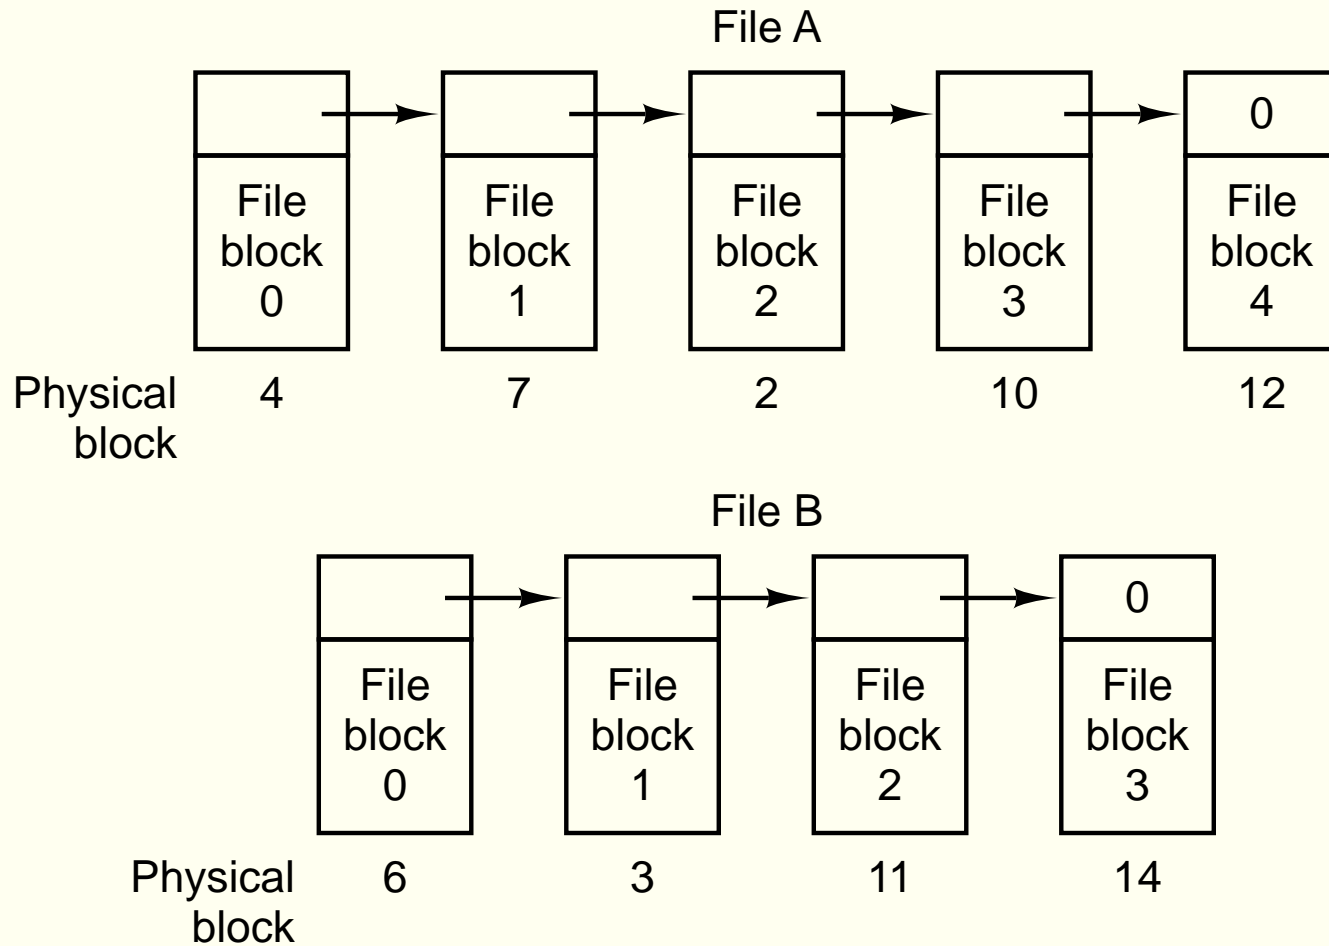 File A
0
File File File File File
block block block block block
0 1 2 3 4
Physical 4 7 2 10 12
block
File B
0
File File File File
block block block block
0 1 2 3
Physical 6 3 11 14
block